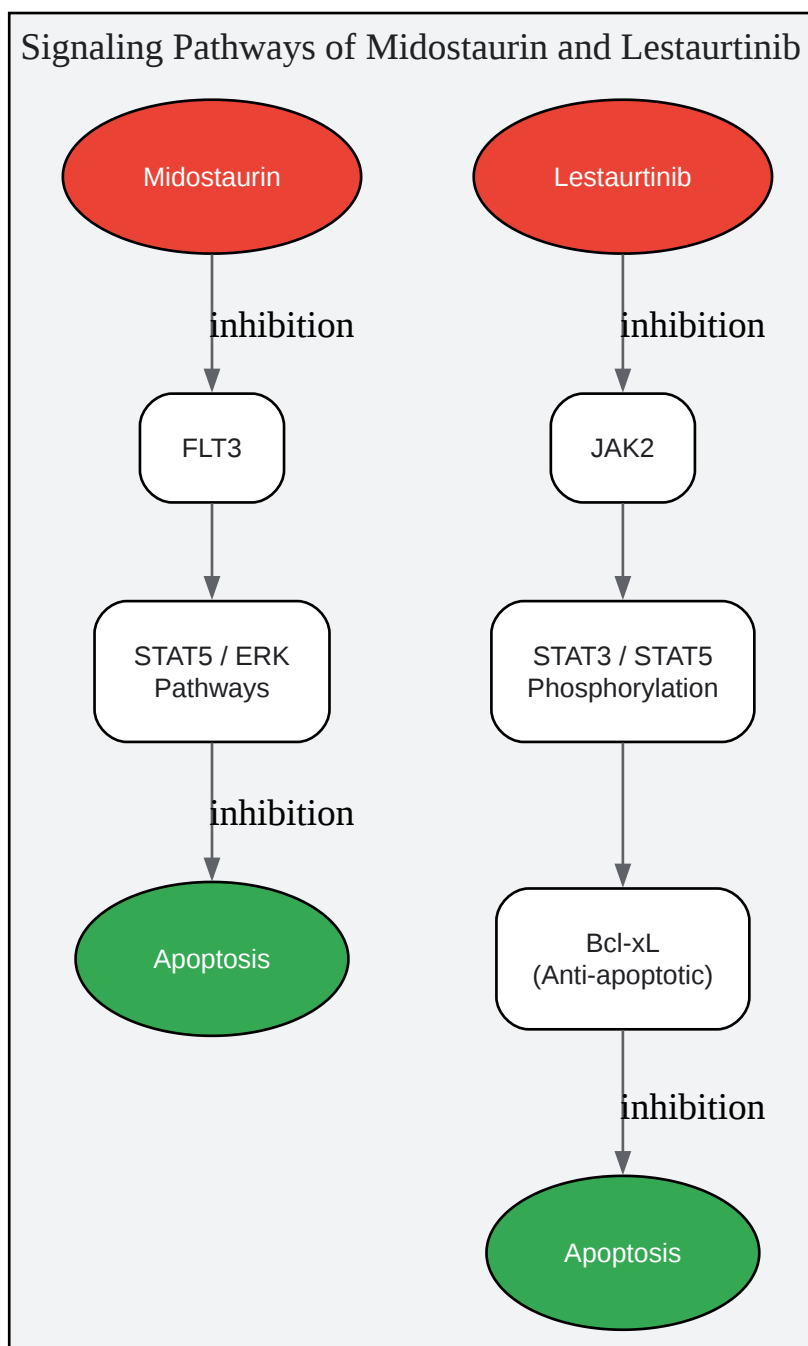 Signaling Pathways of Midostaurin and Lestaurtinib
Midostaurin
inhibition
FLT3
STAT5 / ERK
Pathways
inhibition
Apoptosis
Lestaurtinib
inhibition
JAK2
STAT3 / STAT5
Phosphorylation
Bcl-xL
(Anti-apoptotic)
inhibition
Apoptosis